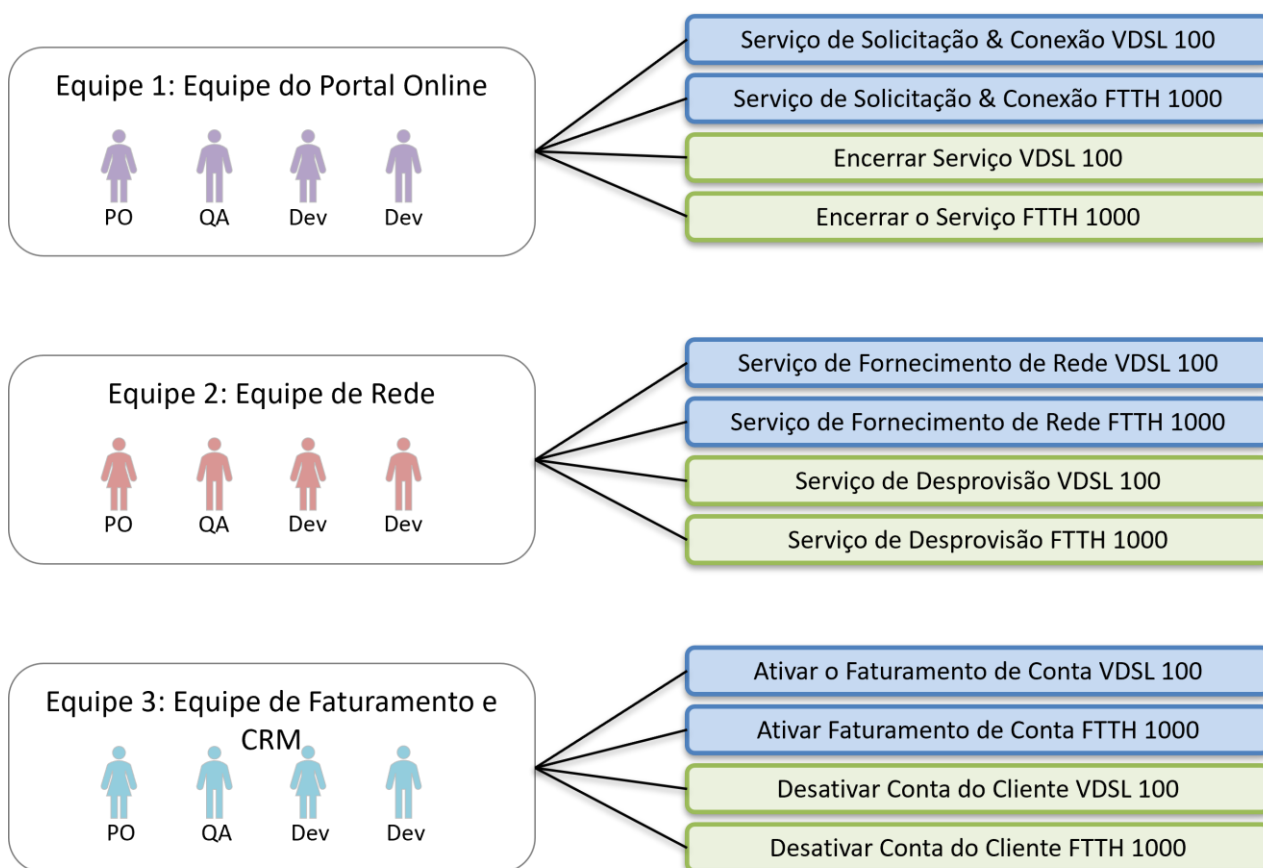 Equipe 1: Equipe do Portal Online
PO
QA
Dev
Dev
Serviço de Solicitação & Conexão VDSL 100
Serviço de Solicitação & Conexão FTTH 1000
Encerrar Serviço VDSL 100
Encerrar o Serviço FTTH 1000
Equipe 2: Equipe de Rede
PO
QA
Dev
Dev
Serviço de Fornecimento de Rede VDSL 100
Serviço de Fornecimento de Rede FTTH 1000
Serviço de Desprovisão VDSL 100
Serviço de Desprovisão FTTH 1000
Equipe 3: Equipe de Faturamento e
CRM
PO
QA
Dev
Dev
Ativar o Faturamento de Conta VDSL 100
Ativar Faturamento de Conta FTTH 1000
Desativar Conta do Cliente VDSL 100
Desativar Conta do Cliente FTTH 1000